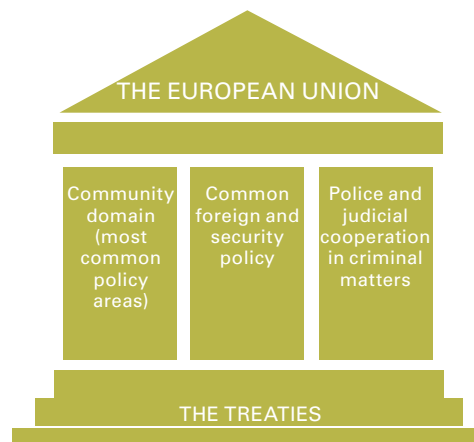 THE EUROPEAN UNION
Community
domain
(most
common
policy
areas)
Common
foreign and
security
policy
Police and
judicial
cooperation
in criminal
matters
THE TREATIES